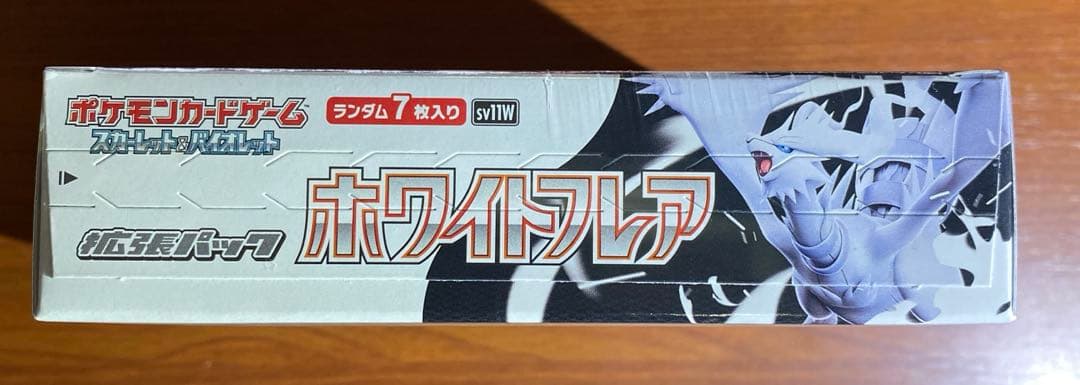 ポケモンカードゲーム™
スカーレット&バイオレット
ランダム7枚入り
sv11W
拡張パック
ホワイトフレア